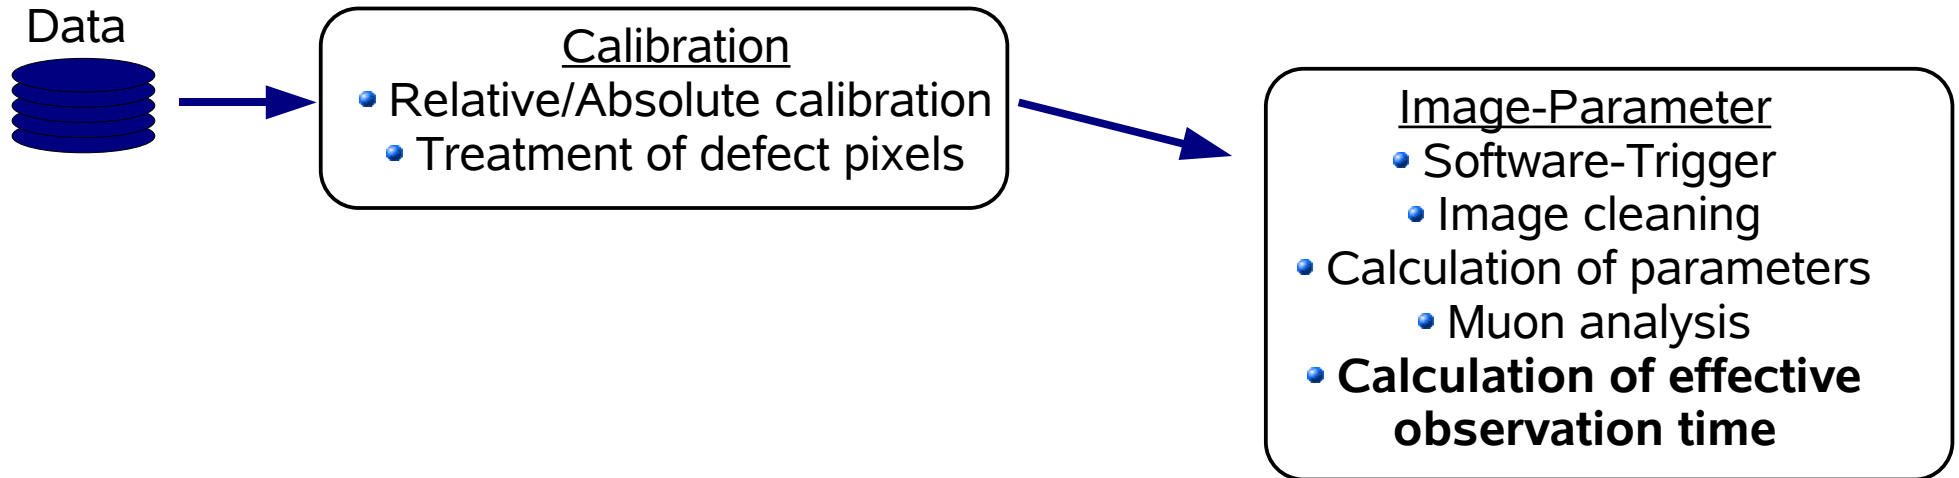 Data
Calibration
• Relative/Absolute calibration
• Treatment of defect pixels
Image-Parameter
• Software-Trigger
• Image cleaning
• Calculation of parameters
• Muon analysis
• Calculation of effective
observation time